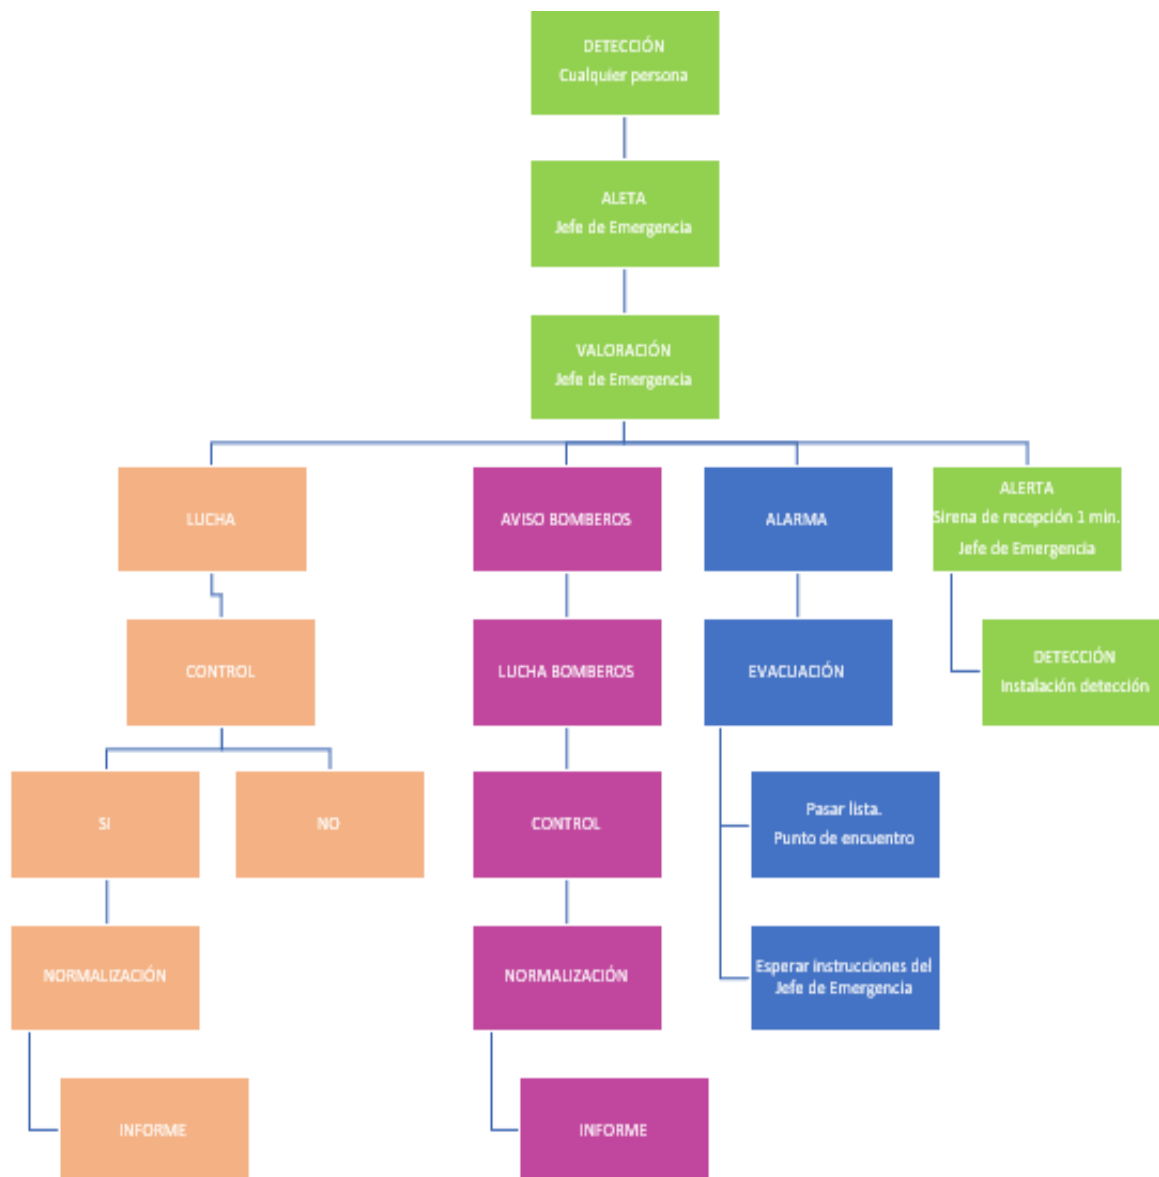 DETECCIÓN
Cualquier persona
ALETA
Jefe de Emergencia
VALORACIÓN
Jefe de Emergencia
LUCHA
AVISO BOMBEROS
ALARMA
ALERTA
Sirena de recepción 1 min.
Jefe de Emergencia
CONTROL
LUCHA BOMBEROS
EVACUACIÓN
DETECCIÓN
Instalación detección
SI
NO
CONTROL
Pasar lista.
Punto de encuentro
NORMALIZACIÓN
NORMALIZACIÓN
Esperar instrucciones del
Jefe de Emergencia
INFORME
INFORME